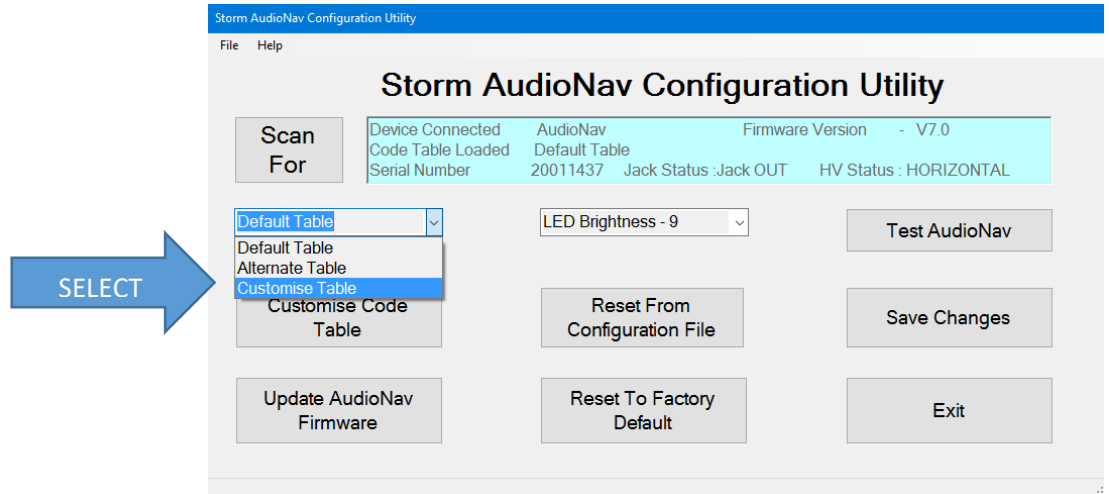 Storm AudioNav Configuration Utility
File Help
Storm AudioNav Configuration Utility
Scan
For
Device Connected AudioNav Firmware Version - V7.0
Code Table Loaded Default Table
Serial Number 20011437 Jack Status :Jack OUT HV Status : HORIZONTAL
Default Table
LED Brightness - 9
Test AudioNav
Default Table
Alternate Table
Customise Table
SELECT
Customise Code
Table
Reset From
Configuration File
Save Changes
Update AudioNav
Firmware
Reset To Factory
Default
Exit